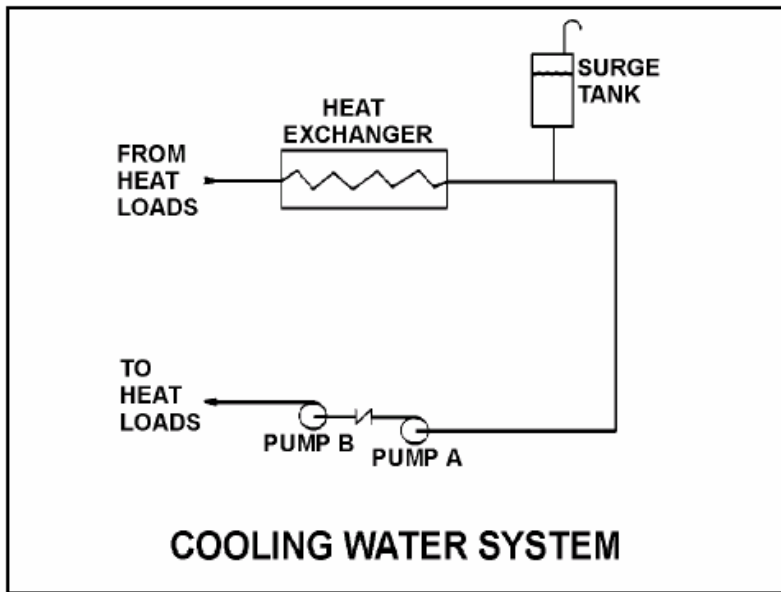 SURGE
TANK
HEAT
EXCHANGER
FROM
HEAT
LOADS
TO
HEAT
LOADS
PUMP B
PUMP A
COOLING WATER SYSTEM